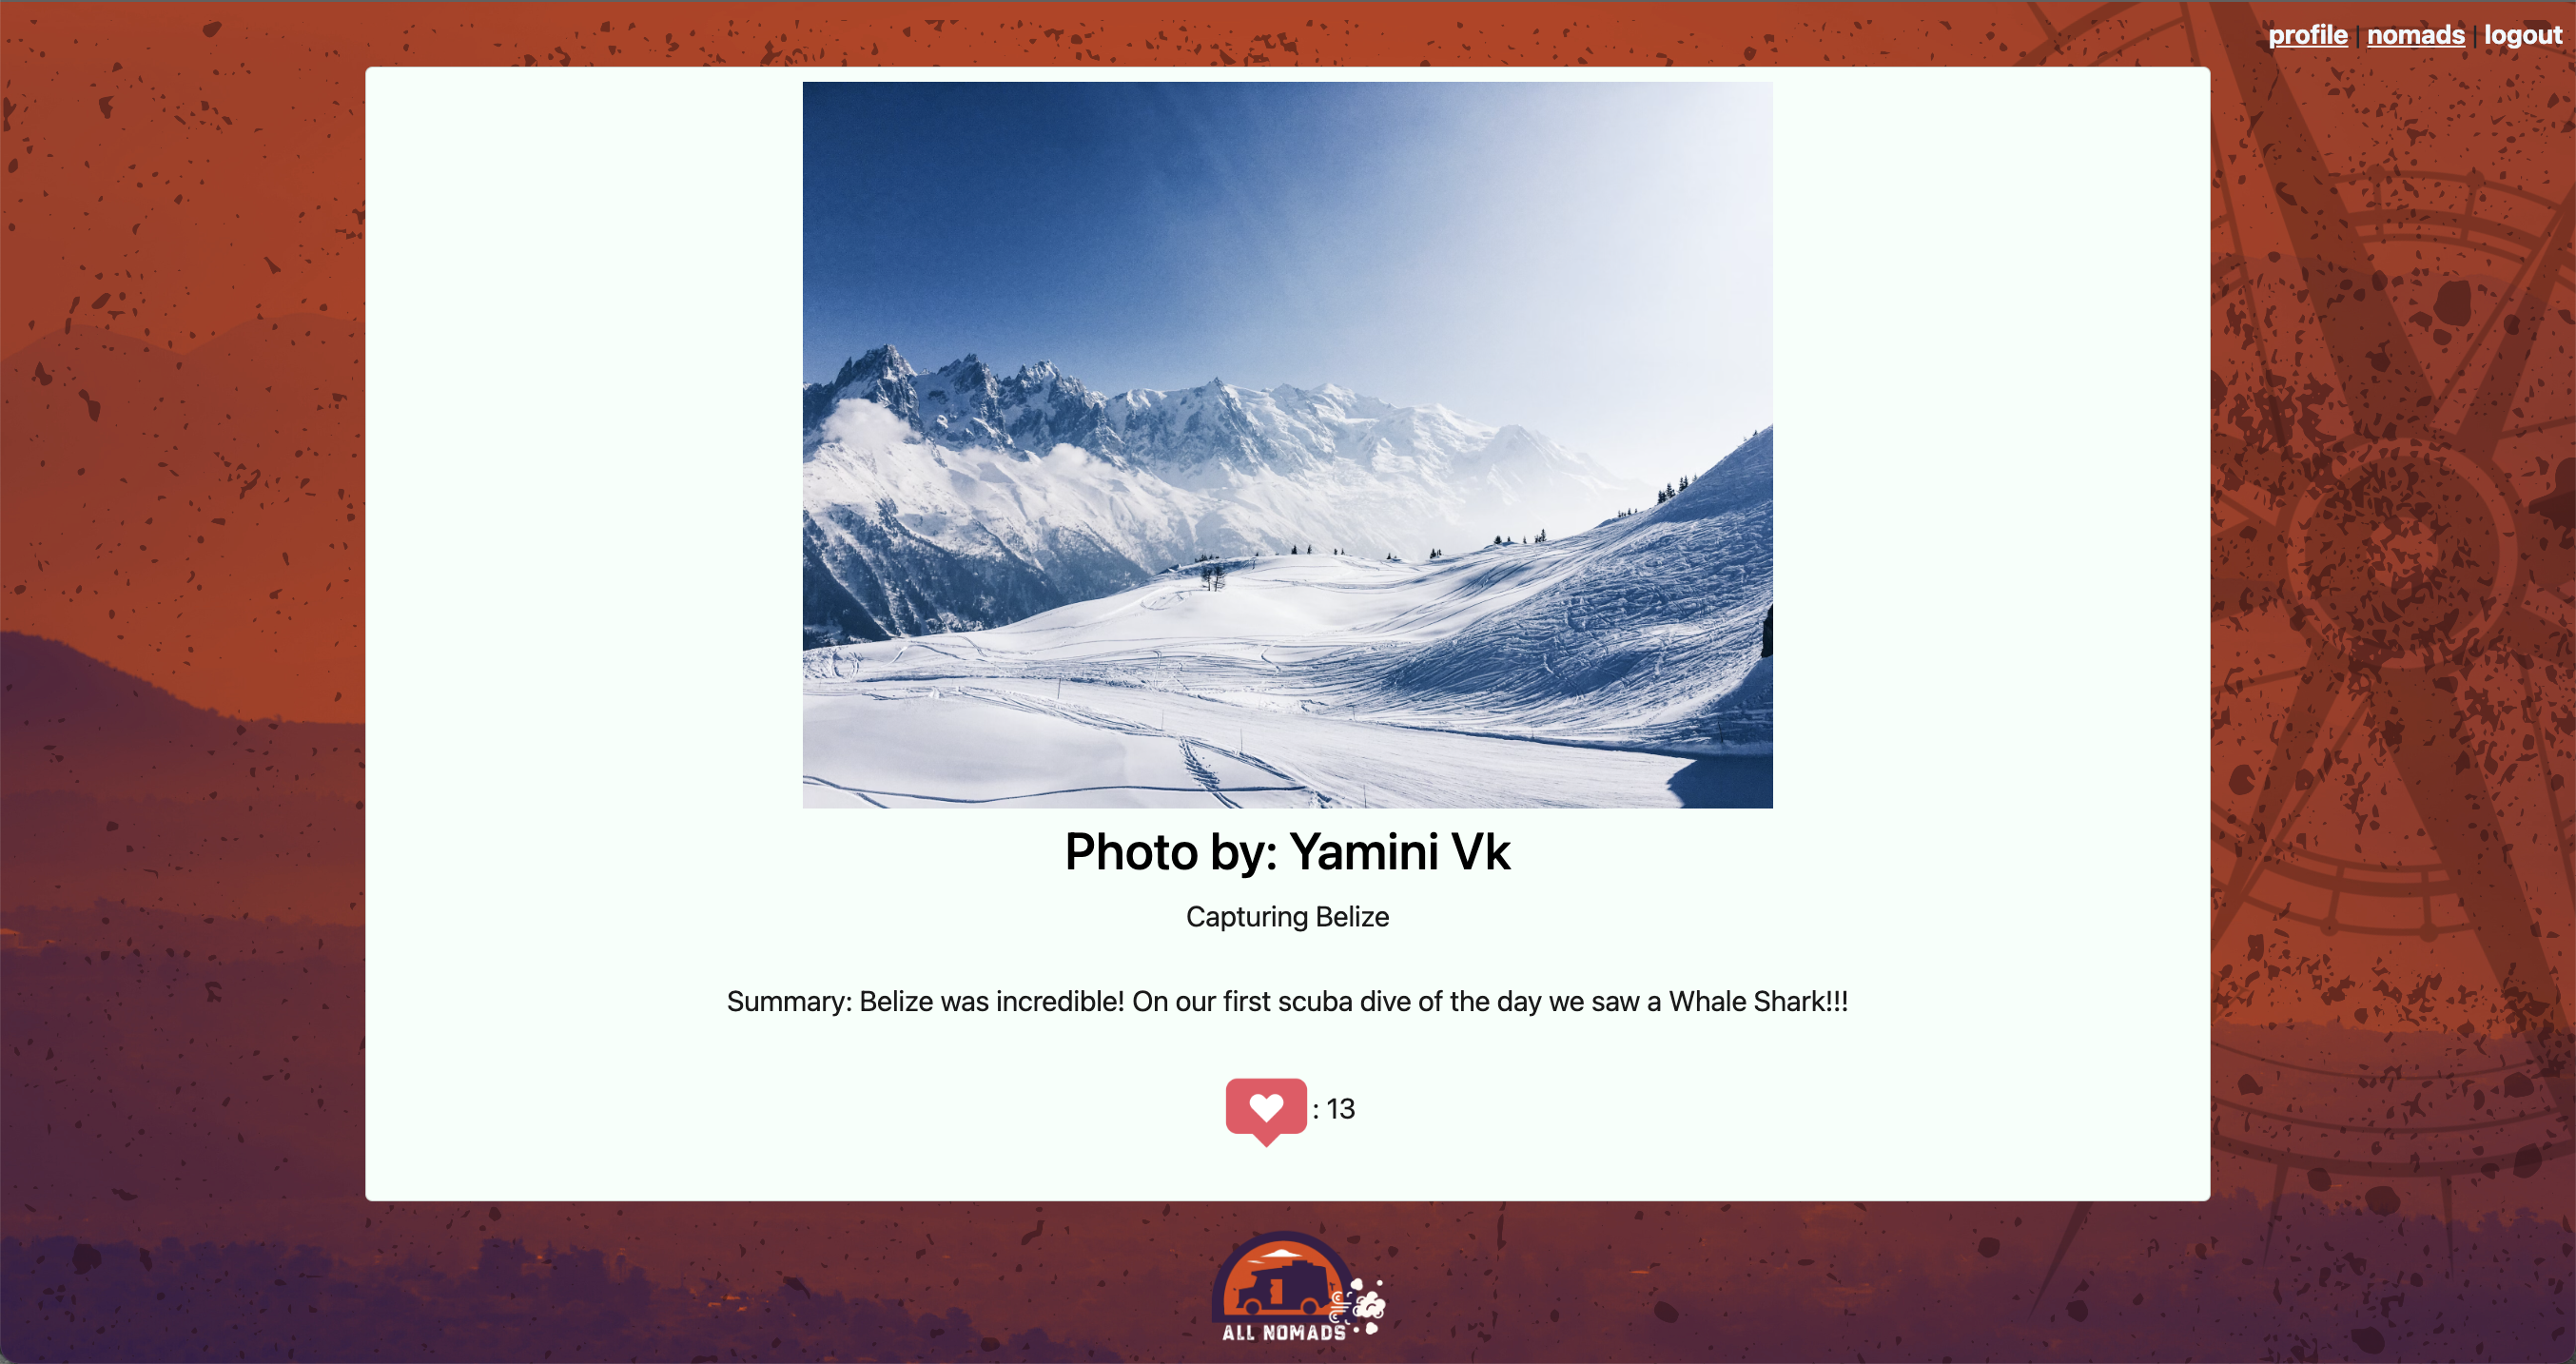 profile | nomads | logout
Photo by: Yamini Vk
Capturing Belize
Summary: Belize was incredible! On our first scuba dive of the day we saw a Whale Shark!!!
: 13
ALL NOMADS